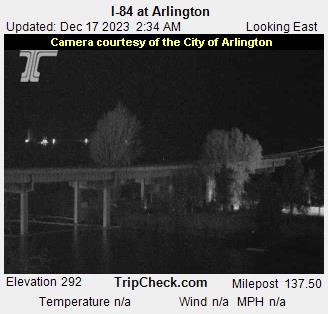 I-84 at Arlington
Updated: Dec 17 2023 2:34 AM Looking East
Camera courtesy of the City of Arlington
Elevation 292 TripCheck.com Milepost 137.50
Temperature n/a Wind n/a MPH n/a